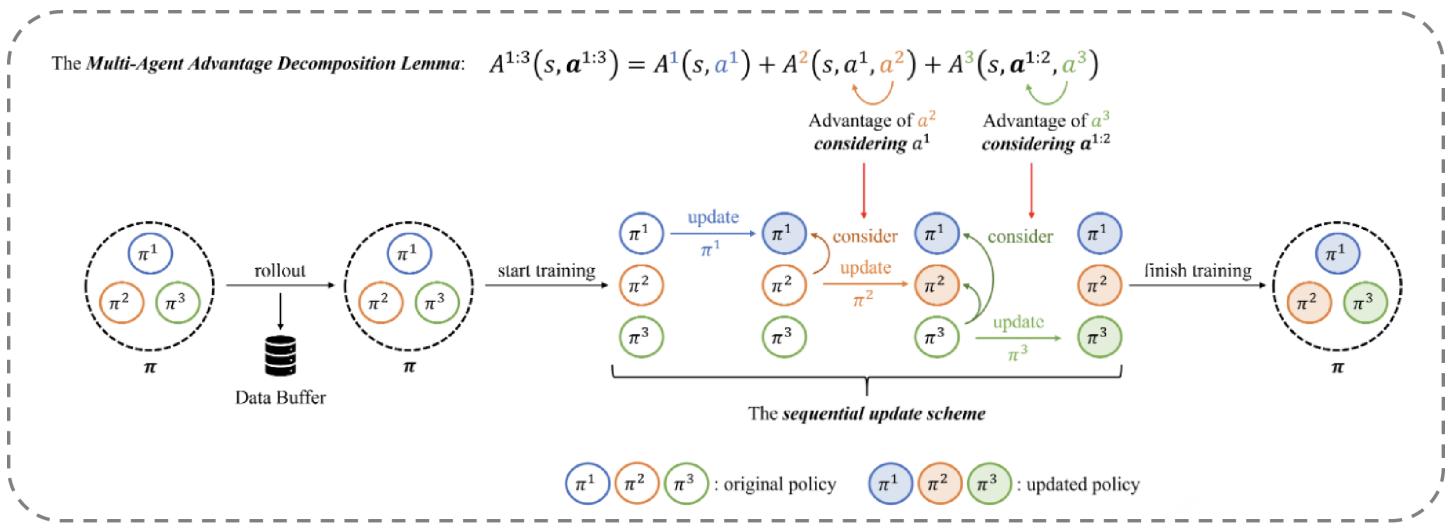 The Multi-Agent Advantage Decomposition Lemma: A^{1:3}(s, a^{1:3}) = A^1(s, a^1) + A^2(s, a^1, a^2) + A^3(s, a^{1:2}, a^3)
Advantage of a^2
considering a^1
Advantage of a^3
considering a^{1:2}
π^1
π^2 π^3
π
rollout
Data Buffer
π^1
π^2 π^3
π
start training
π^1
π^2
π^3
update
π^1
π^1
π^2
π^3
consider
update
π^2
π^1
π^2
π^3
consider
update
π^3
π^1
π^2
π^3
The sequential update scheme
finish training
π^1
π^2 π^3
π
π^1 π^2 π^3 : original policy
π^1 π^2 π^3 : updated policy